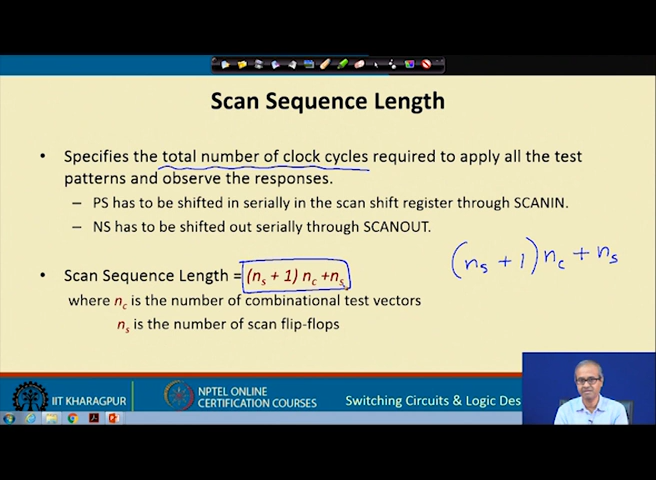 Scan Sequence Length
• Specifies the total number of clock cycles required to apply all the test
patterns and observe the responses.
– PS has to be shifted in serially in the scan shift register through SCANIN.
– NS has to be shifted out serially through SCANOUT.
(ns + 1) nc + ns
• Scan Sequence Length = (ns + 1) nc +ns
where nc is the number of combinational test vectors
ns is the number of scan flip-flops
IIT KHARAGPUR
NPTEL ONLINE
CERTIFICATION COURSES
Switching Circuits & Logic Des